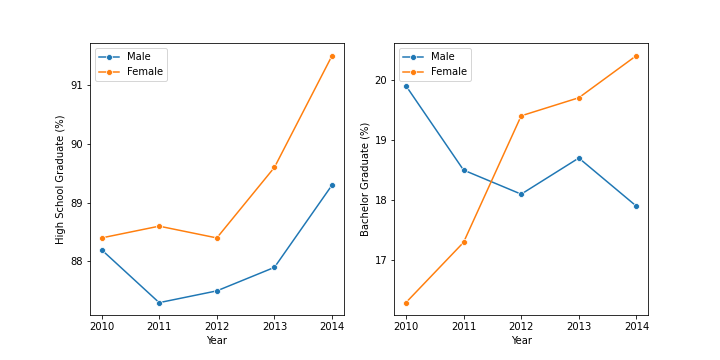 Male
Female
91
90
89
88
High School Graduate (%)
2010 2011 2012 2013 2014
Year
Male
Female
20
19
18
17
Bachelor Graduate (%)
2010 2011 2012 2013 2014
Year